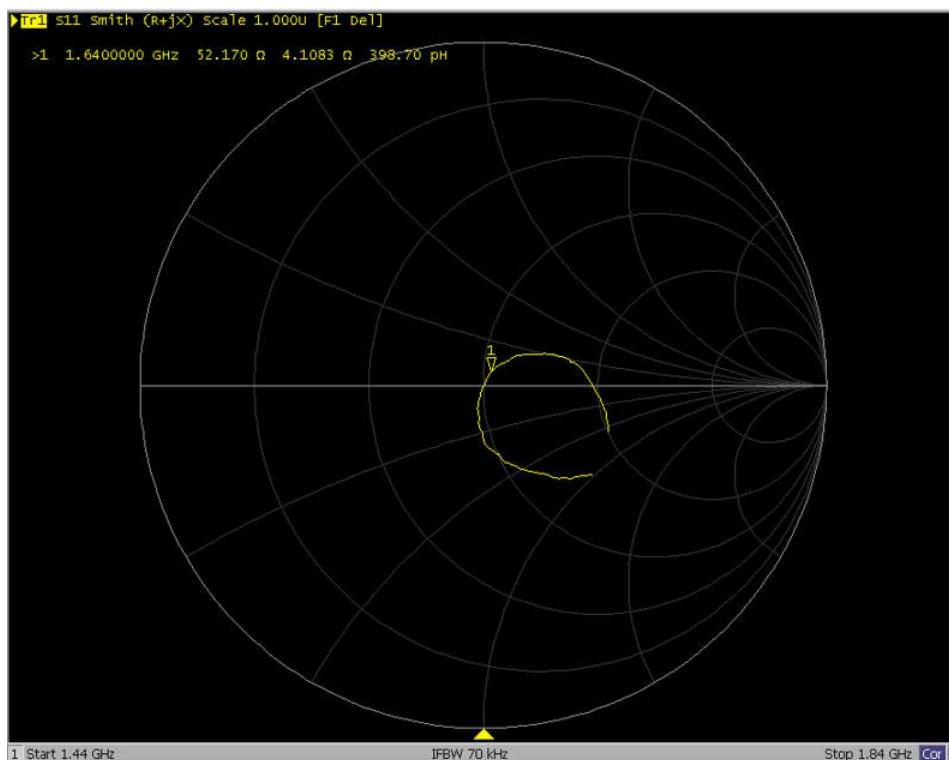 Tr1 S11 Smith (R+jX) Scale 1.000U [F1 Del]
>1 1.6400000 GHz 52.170 Ω 4.1083 Ω 398.70 pH
1
1 Start 1.44 GHz IFBW 70 kHz Stop 1.84 GHz Cor